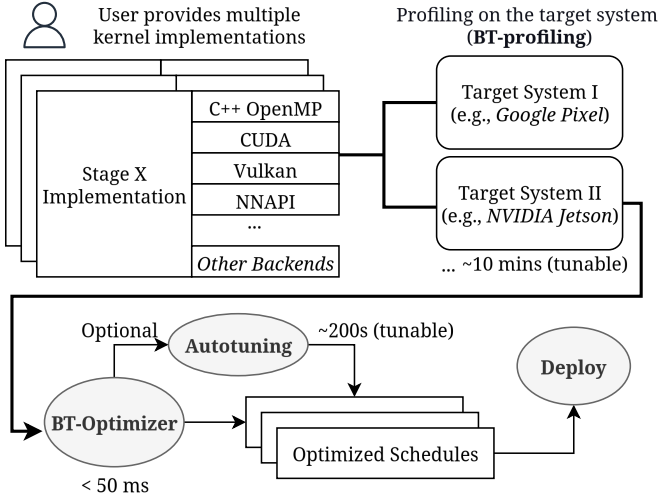 User provides multiple
kernel implementations
Profiling on the target system
(BT-profiling)
Stage X
Implementation
C++ OpenMP
CUDA
Vulkan
NNAPI
...
Other Backends
Target System I
(e.g., Google Pixel)
Target System II
(e.g., NVIDIA Jetson)
... ~10 mins (tunable)
Optional
Autotuning
~200s (tunable)
BT-Optimizer
< 50 ms
Optimized Schedules
Deploy